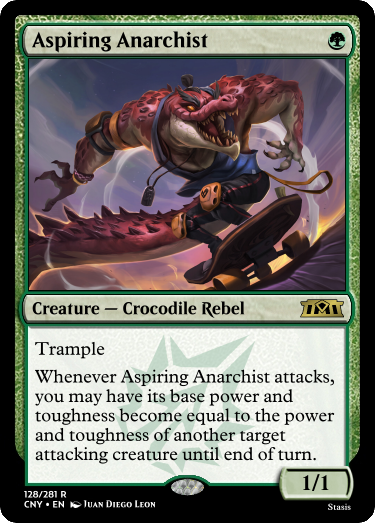 Aspiring Anarchist
Creature — Crocodile Rebel
Trample
Whenever Aspiring Anarchist attacks,
you may have its base power and
toughness become equal to the power
and toughness of another target
attacking creature until end of turn.
1/1
128/281 R
CNY • EN Juan Diego Leon
Stasis